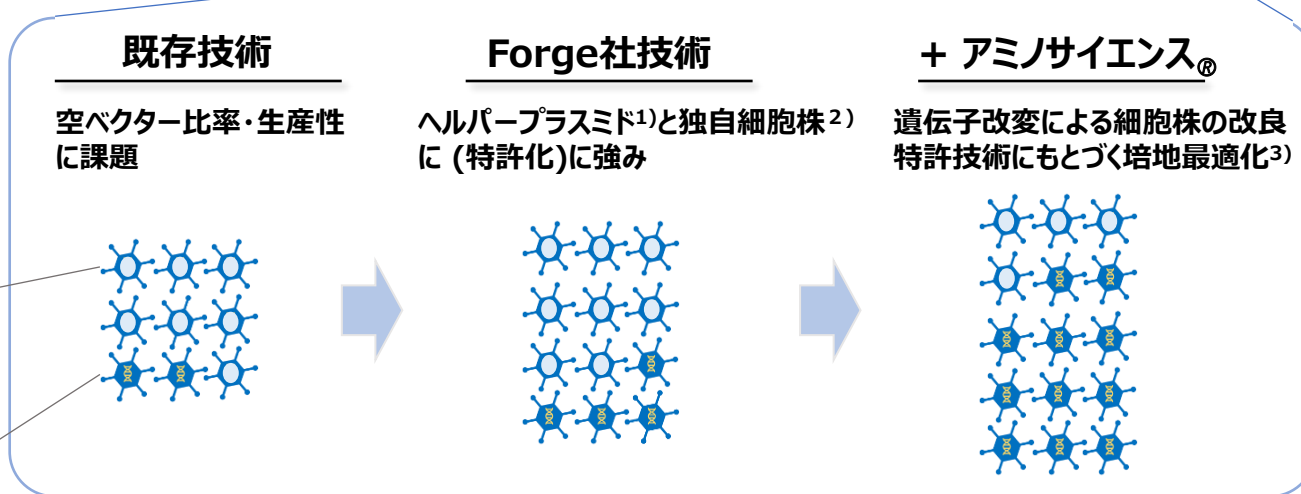 既存技術
空ベクター比率・生産性
に課題
Forge社技術
ヘルパープラスミド1)と独自細胞株2)
に (特許化)に強み
+ アミノサイエンス®
遺伝子改変による細胞株の改良
特許技術にもとづく培地最適化3)